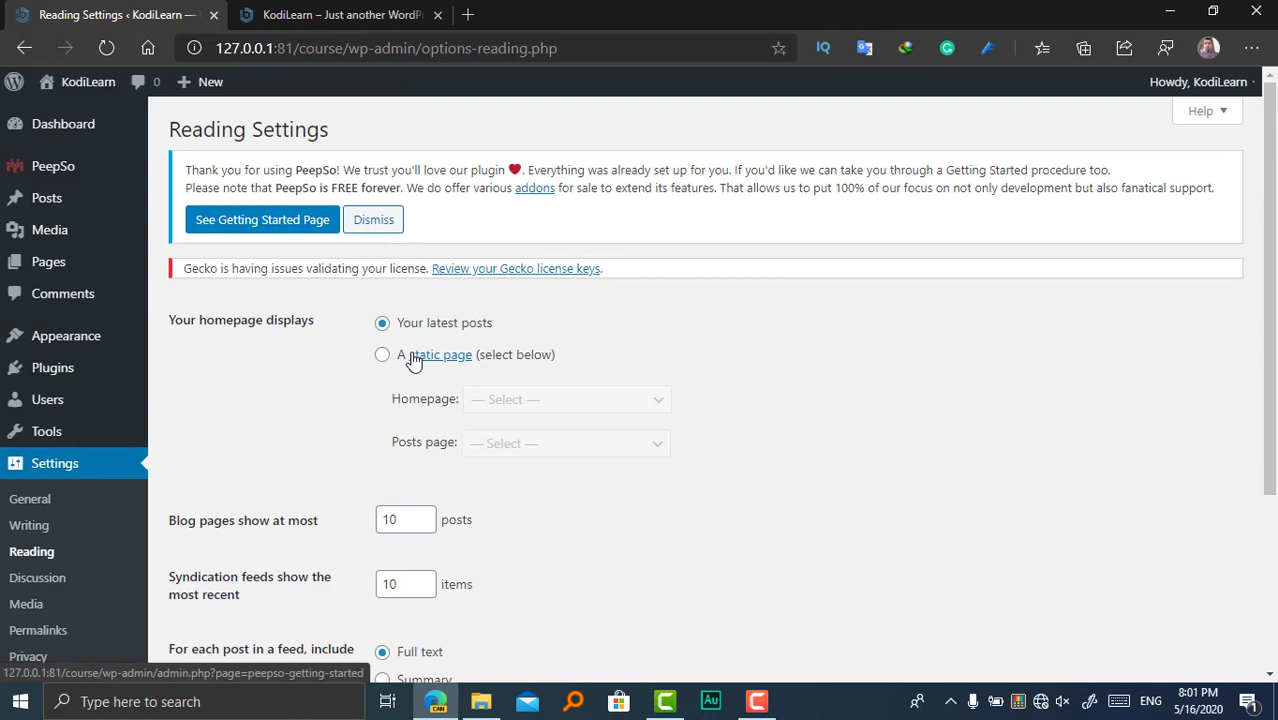 Reading Settings ‹ KodiLearn —
KodiLearn – Just another WordPr
127.0.0.1:81/course/wp-admin/options-reading.php
KodiLearn
0
New
Howdy, KodiLearn
Help
Dashboard
PeepSo
Posts
Media
Pages
Comments
Appearance
Plugins
Users
Tools
Settings
General
Writing
Reading
Discussion
Media
Permalinks
Privacy
Reading Settings
Thank you for using PeepSo! We trust you'll love our plugin ❤. Everything was already set up for you. If you'd like we can take you through a Getting Started procedure too.
Please note that PeepSo is FREE forever. We do offer various addons for sale to extend its features. That allows us to put 100% of our focus on not only development but also fanatical support.
See Getting Started Page
Dismiss
Gecko is having issues validating your license. Review your Gecko license keys.
Your homepage displays
Your latest posts
A static page (select below)
Homepage: — Select —
Posts page: — Select —
Blog pages show at most
10 posts
Syndication feeds show the
most recent
10 items
For each post in a feed, include
Full text
Summary
127.0.0.1:81/course/wp-admin/admin.php?page=peepso-getting-started
Type here to search
CAN
Au
ENG
8:01 PM
5/16/2020
1